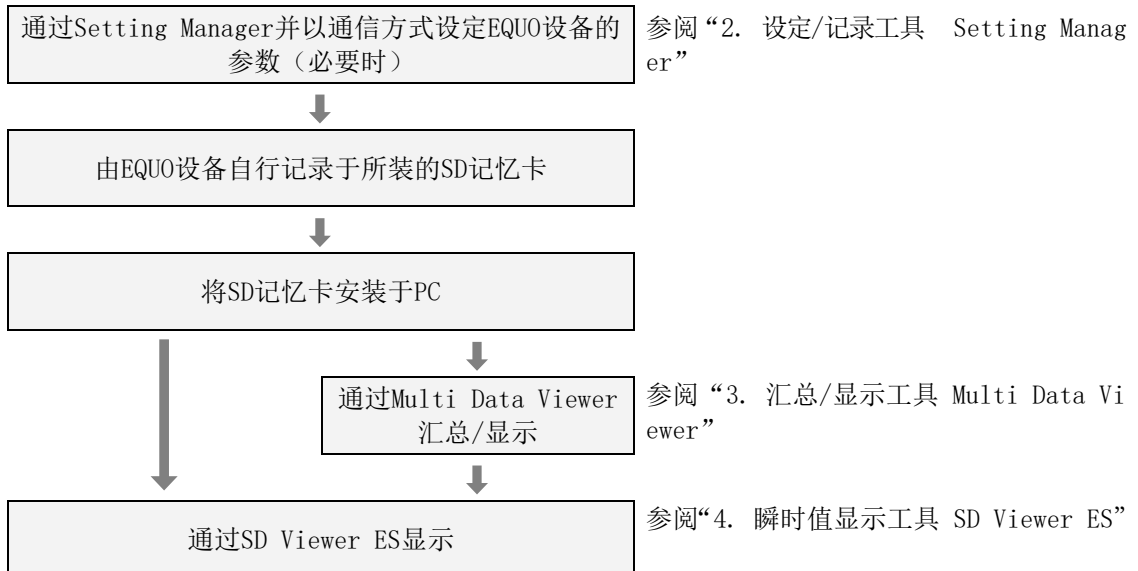 通过Setting Manager并以通信方式设定EQUO设备的
参数（必要时）
参阅“2. 设定/记录工具 Setting Manag
er”
由EQUO设备自行记录于所装的SD记忆卡
将SD记忆卡安装于PC
通过Multi Data Viewer
汇总/显示
参阅“3. 汇总/显示工具 Multi Data Vi
ewer”
通过SD Viewer ES显示
参阅“4. 瞬时值显示工具 SD Viewer ES”